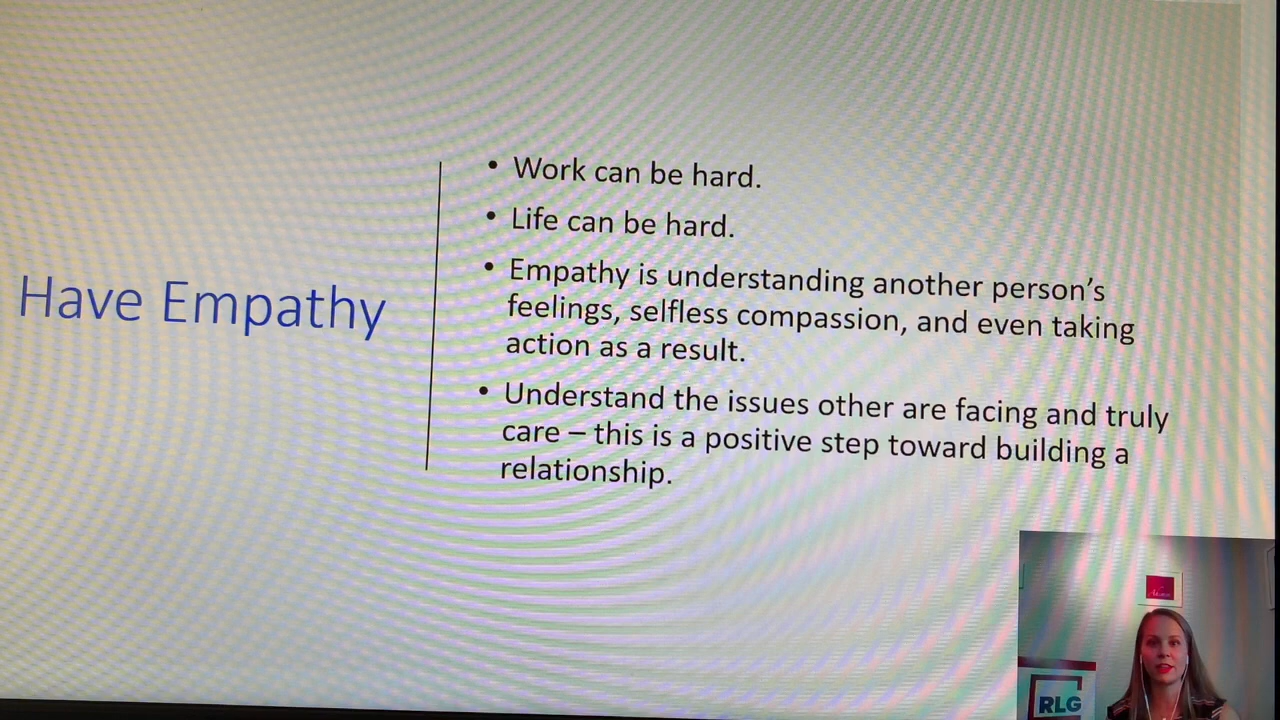 Have Empathy
• Work can be hard.
• Life can be hard.
• Empathy is understanding another person's
feelings, selfless compassion, and even taking
action as a result.
• Understand the issues other are facing and truly
care – this is a positive step toward building a
relationship.
RLG